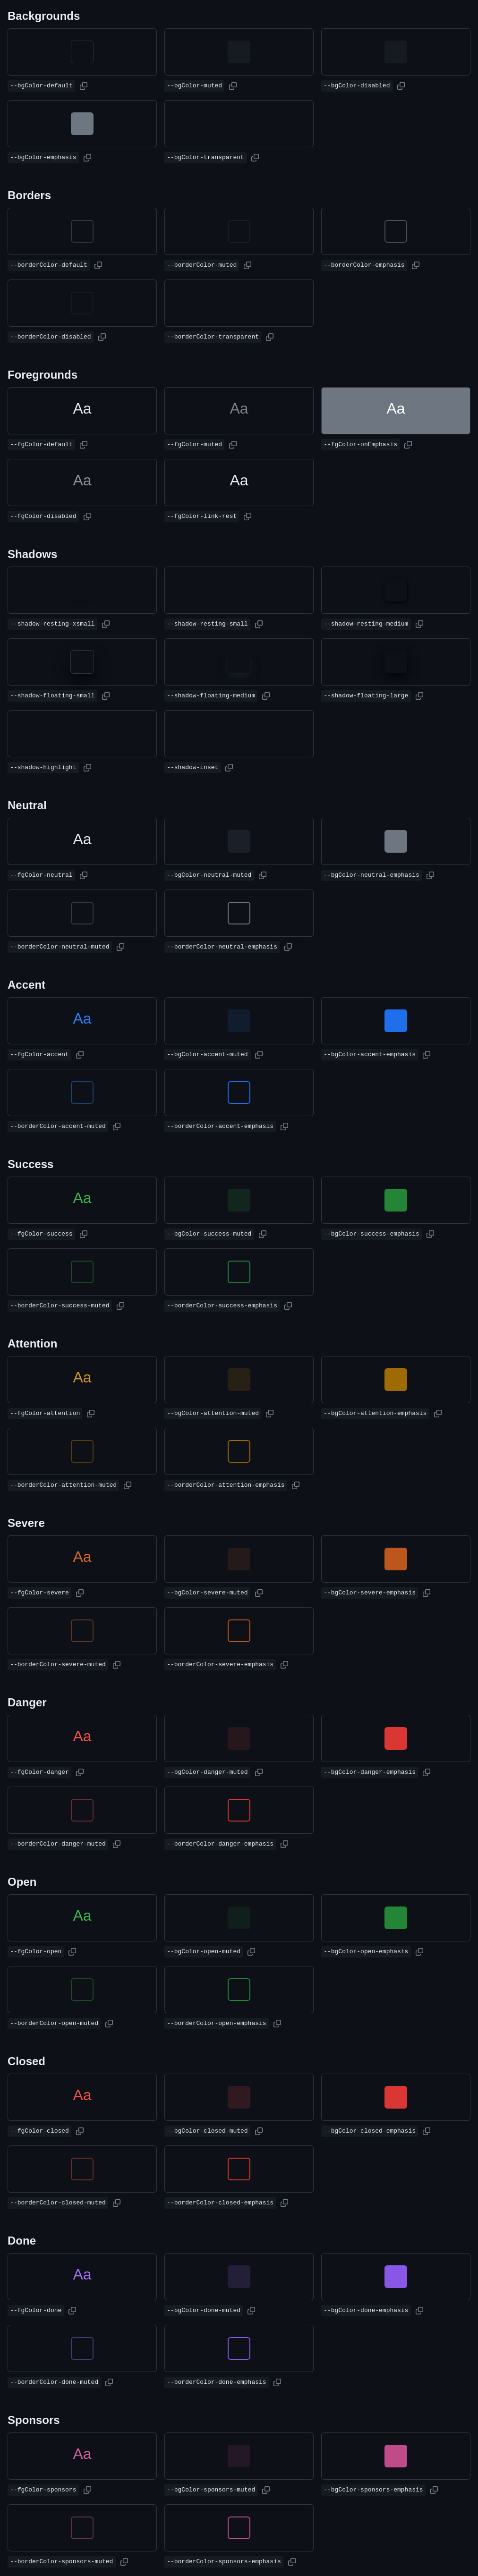 Backgrounds
--bgColor-default
--bgColor-muted
--bgColor-disabled
--bgColor-emphasis
--bgColor-transparent
Borders
--borderColor-default
--borderColor-muted
--borderColor-emphasis
--borderColor-disabled
--borderColor-transparent
Foregrounds
Aa
Aa
Aa
--fgColor-default
--fgColor-muted
--fgColor-onEmphasis
Aa
Aa
--fgColor-disabled
--fgColor-link-rest
Shadows
--shadow-resting-xsmall
--shadow-resting-small
--shadow-resting-medium
--shadow-floating-small
--shadow-floating-medium
--shadow-floating-large
--shadow-highlight
--shadow-inset
Neutral
Aa
--fgColor-neutral
--bgColor-neutral-muted
--bgColor-neutral-emphasis
--borderColor-neutral-muted
--borderColor-neutral-emphasis
Accent
Aa
--fgColor-accent
--bgColor-accent-muted
--bgColor-accent-emphasis
--borderColor-accent-muted
--borderColor-accent-emphasis
Success
Aa
--fgColor-success
--bgColor-success-muted
--bgColor-success-emphasis
--borderColor-success-muted
--borderColor-success-emphasis
Attention
Aa
--fgColor-attention
--bgColor-attention-muted
--bgColor-attention-emphasis
--borderColor-attention-muted
--borderColor-attention-emphasis
Severe
Aa
--fgColor-severe
--bgColor-severe-muted
--bgColor-severe-emphasis
--borderColor-severe-muted
--borderColor-severe-emphasis
Danger
Aa
--fgColor-danger
--bgColor-danger-muted
--bgColor-danger-emphasis
--borderColor-danger-muted
--borderColor-danger-emphasis
Open
Aa
--fgColor-open
--bgColor-open-muted
--bgColor-open-emphasis
--borderColor-open-muted
--borderColor-open-emphasis
Closed
Aa
--fgColor-closed
--bgColor-closed-muted
--bgColor-closed-emphasis
--borderColor-closed-muted
--borderColor-closed-emphasis
Done
Aa
--fgColor-done
--bgColor-done-muted
--bgColor-done-emphasis
--borderColor-done-muted
--borderColor-done-emphasis
Sponsors
Aa
--fgColor-sponsors
--bgColor-sponsors-muted
--bgColor-sponsors-emphasis
--borderColor-sponsors-muted
--borderColor-sponsors-emphasis